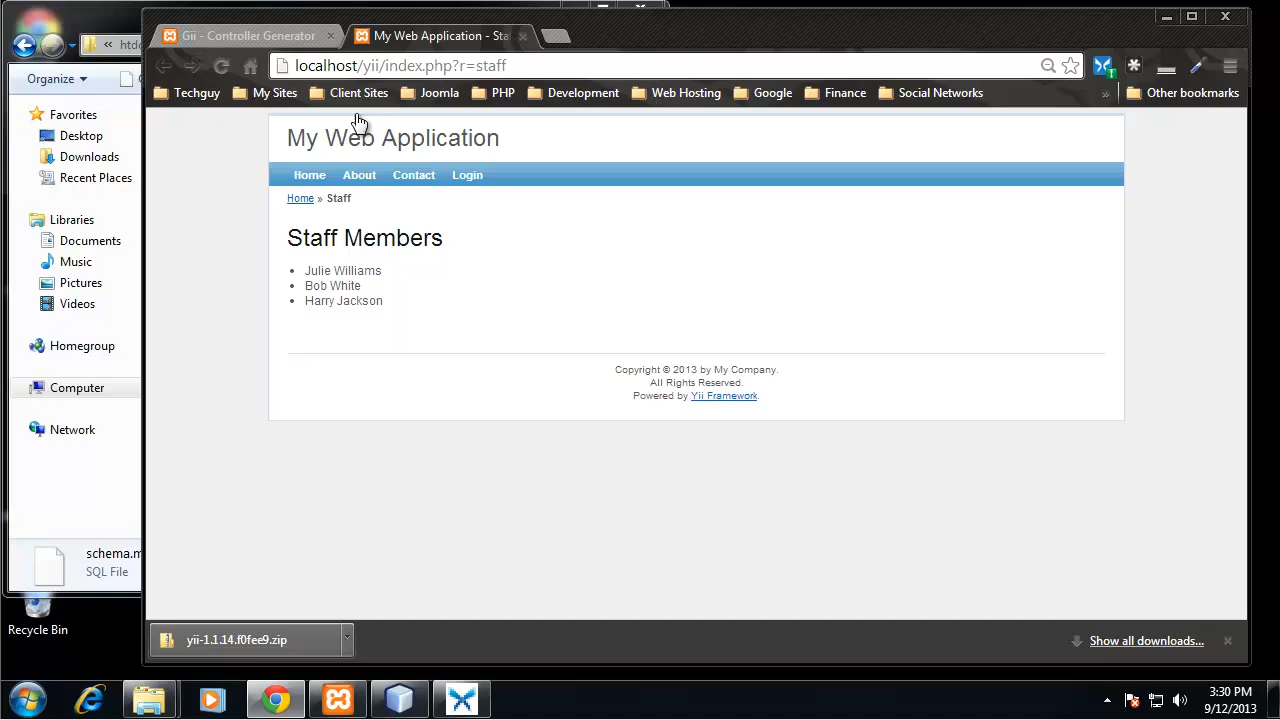 Gii - Controller Generator
My Web Application - Sta
localhost/yii/index.php?r=staff
Techguy
My Sites
Client Sites
Joomla
PHP
Development
Web Hosting
Google
Finance
Social Networks
»
Other bookmarks
« htdo
Organize
Favorites
Desktop
Downloads
Recent Places
Libraries
Documents
Music
Pictures
Videos
Homegroup
Computer
Network
schema.m
SQL File
Recycle Bin
My Web Application
Home About Contact Login
Home » Staff
Staff Members
• Julie Williams
• Bob White
• Harry Jackson
Copyright © 2013 by My Company.
All Rights Reserved.
Powered by Yii Framework.
yii-1.1.14.f0fee9.zip
Show all downloads...
3:30 PM
9/12/2013